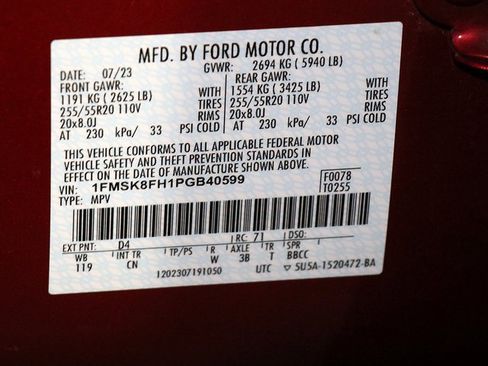 MFD. BY FORD MOTOR CO.
DATE: 07/23 GVWR: 2694 KG ( 5940 LB)
FRONT GAWR: REAR GAWR:
1191 KG (2625 LB) WITH 1554 KG ( 3425 LB) WITH
255/55R20 110V TIRES 255/55R20 110V TIRES
20x8.0J RIMS 20x8.0J RIMS
AT 230 kPa/ 33 PSI COLD AT 230 kPa/ 33 PSI COLD
THIS VEHICLE CONFORMS TO ALL APPLICABLE FEDERAL MOTOR
VEHICLE SAFETY AND THEFT PREVENTION STANDARDS IN
EFFECT ON THE DATE OF MANUFACTURE SHOWN ABOVE.
VIN: 1FMSK8FH1PGB40599 F0078
TYPE: MPV T0255
EXT PNT: D4 RC: 71 DSO:
WB INT TR TP/PS R AXLE TR SPR
119 CN W 3B T BBCC
1202307191050 UTC ▽ 5U5A-1520472-BA